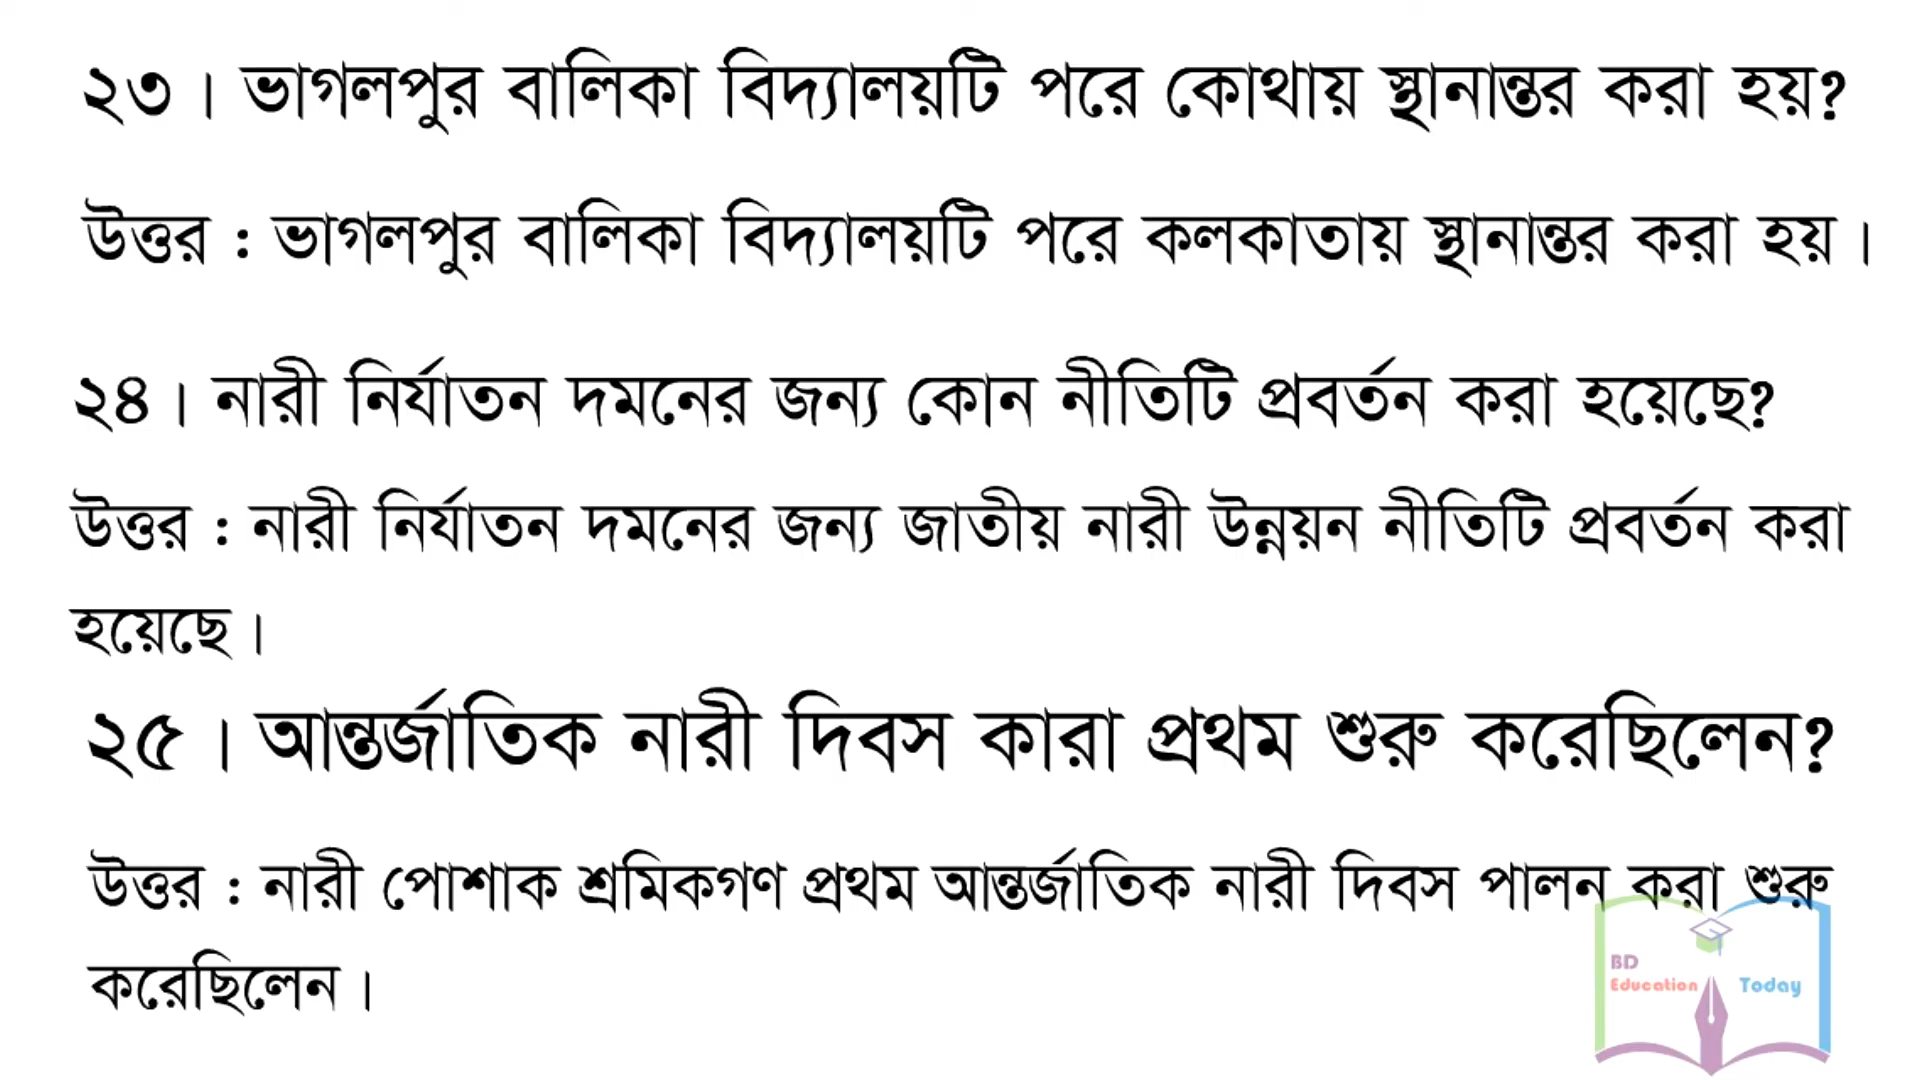 ২৩। ভাগলপুর বালিকা বিদ্যালয়টি পরে কোথায় স্থানান্তর করা হয়?
উত্তর : ভাগলপুর বালিকা বিদ্যালয়টি পরে কলকাতায় স্থানান্তর করা হয়।
২৪। নারী নির্যাতন দমনের জন্য কোন নীতিটি প্রবর্তন করা হয়েছে?
উত্তর : নারী নির্যাতন দমনের জন্য জাতীয় নারী উন্নয়ন নীতিটি প্রবর্তন করা
হয়েছে।
২৫। আন্তর্জাতিক নারী দিবস কারা প্রথম শুরু করেছিলেন?
উত্তর : নারী পোশাক শ্রমিকগণ প্রথম আন্তর্জাতিক নারী দিবস পালন করা শুরু
করেছিলেন।
BD
Education Today